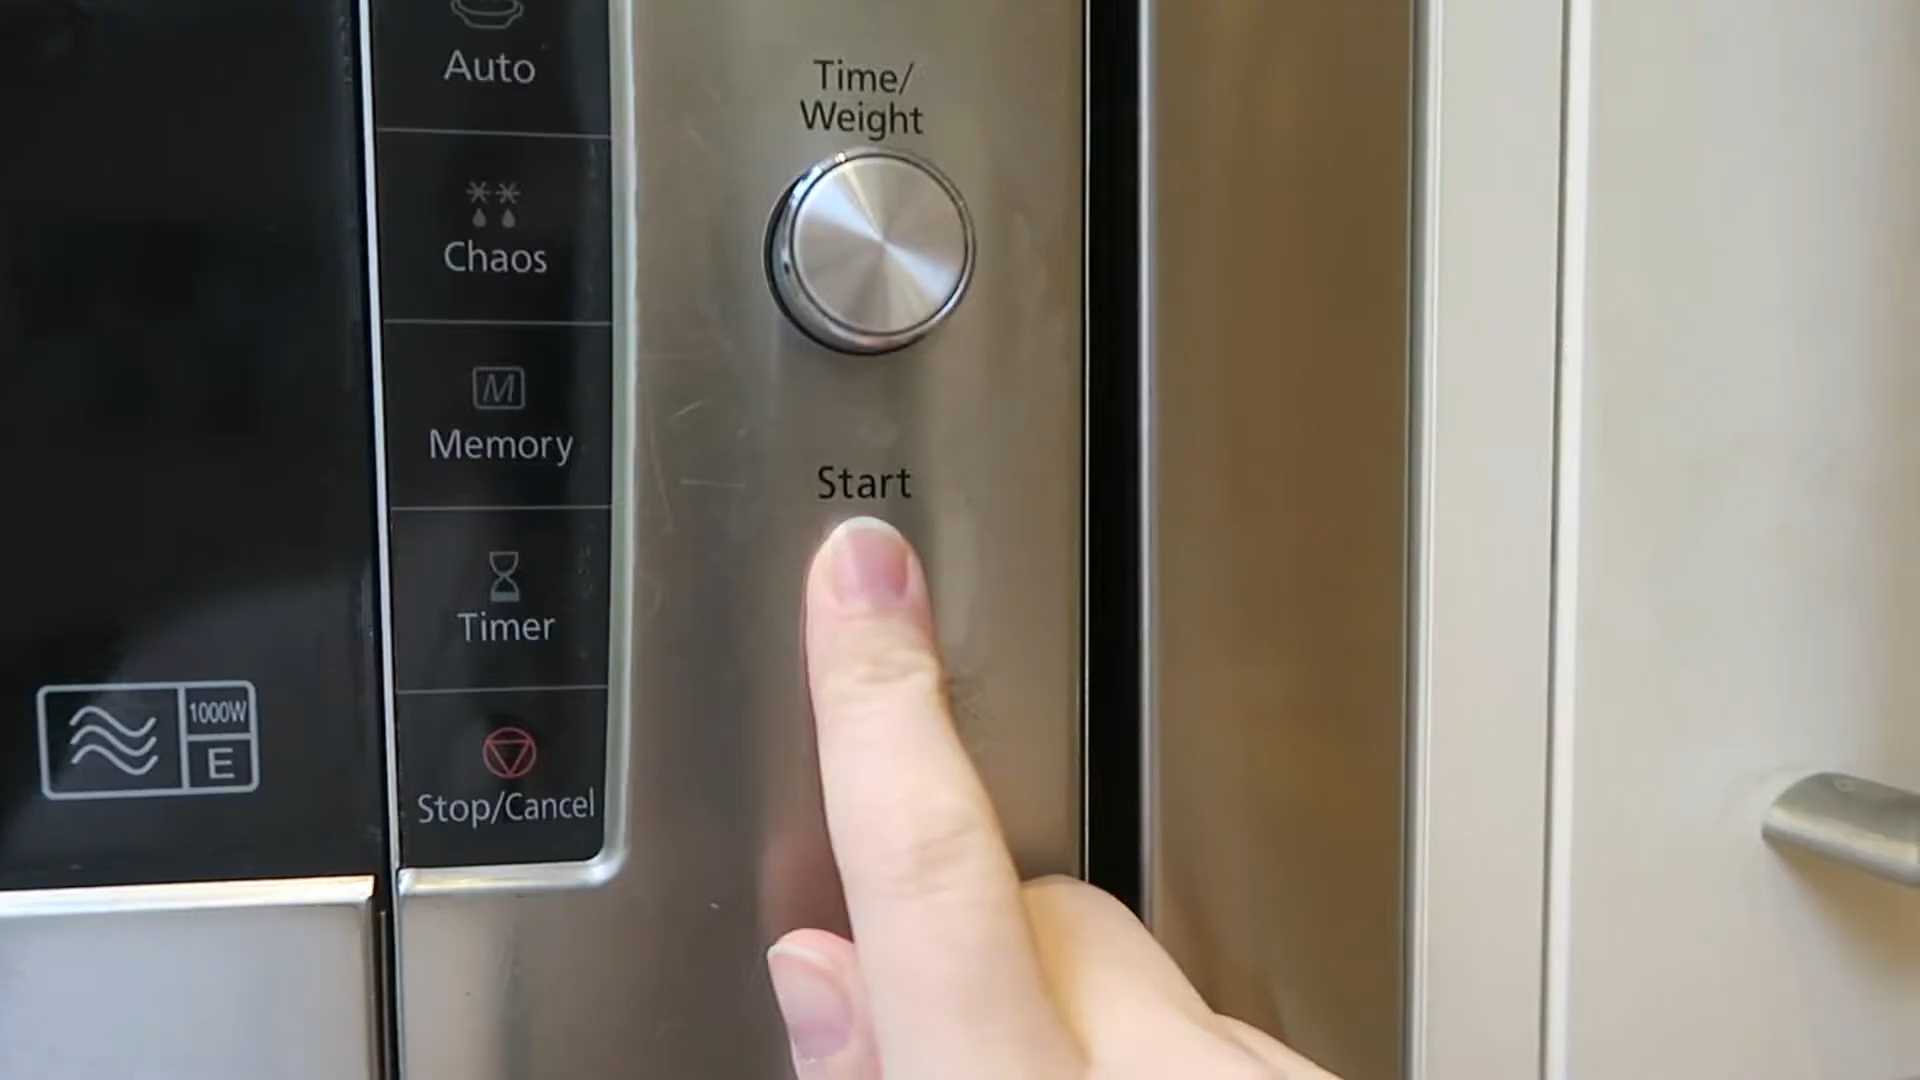 Auto
Chaos
M
Memory
Timer
Stop/Cancel
1000W
E
Time/
Weight
Start